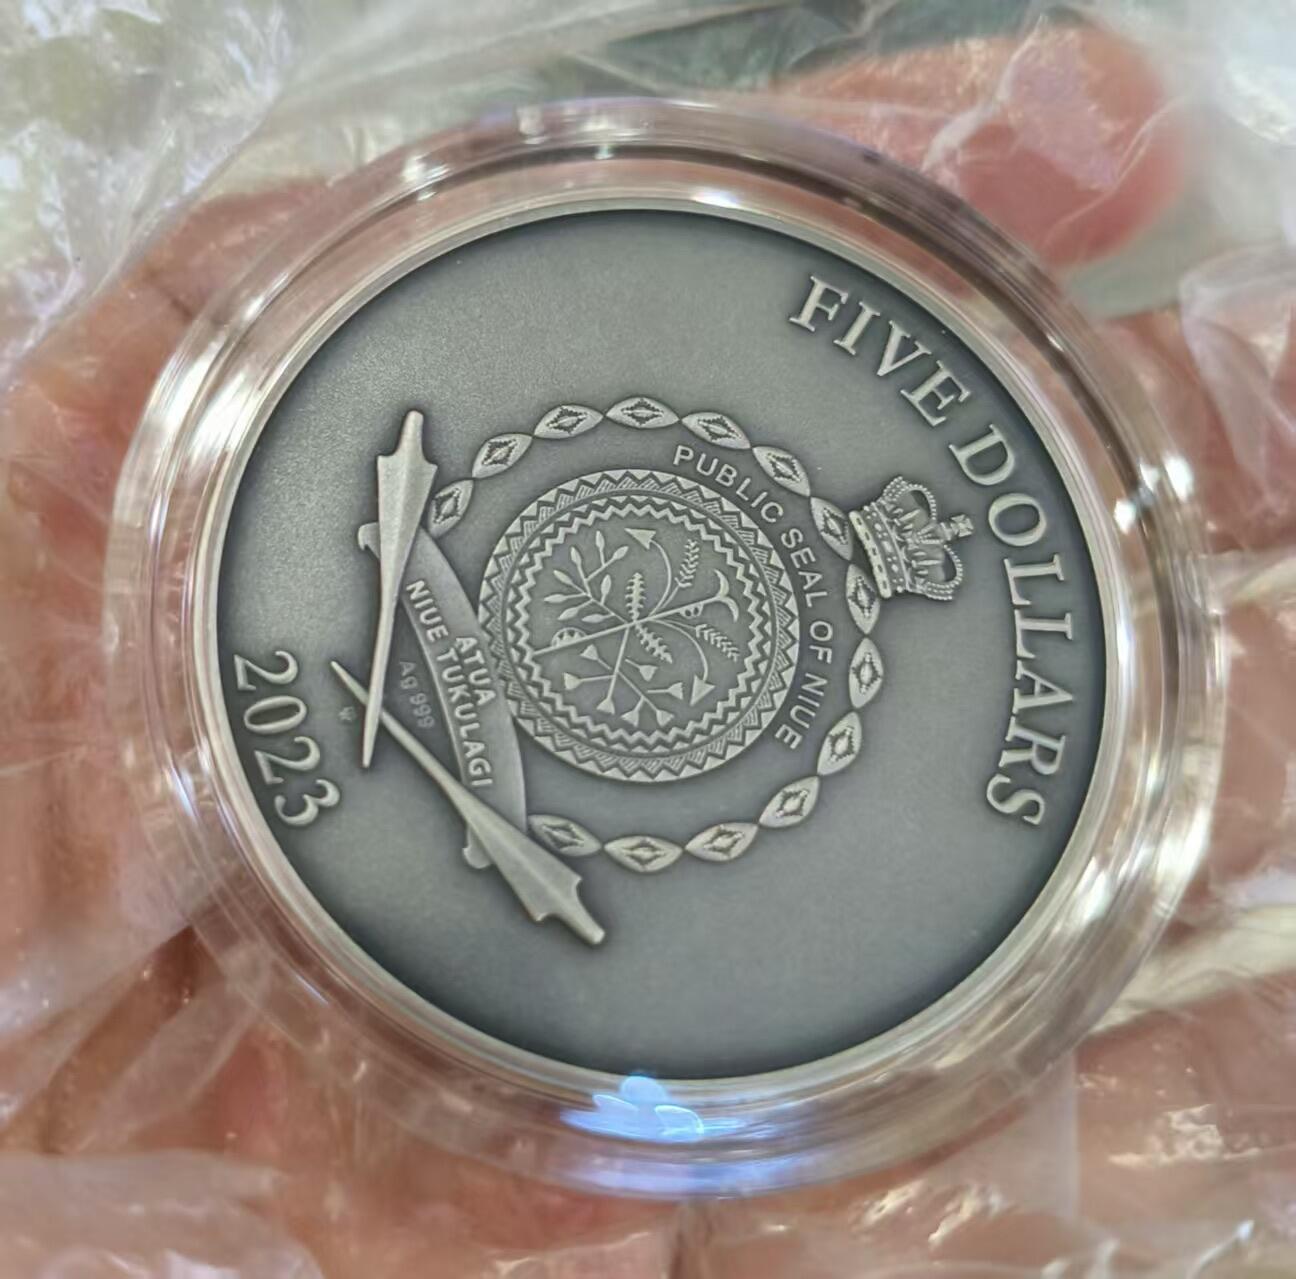 FIVE DOLLARS
PUBLIC SEAL OF NIUE
ATUA
NIUE TUKULAGI
Ag 999
2023